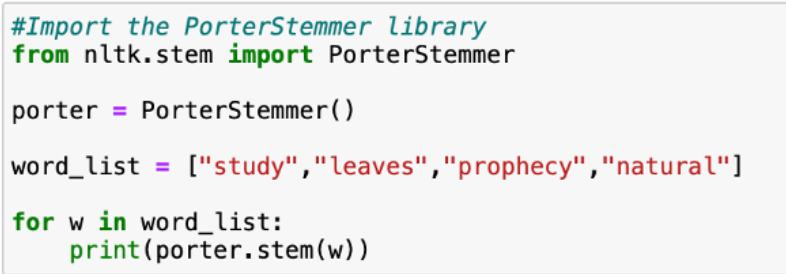 #Import the PorterStemmer library
from nltk.stem import PorterStemmer
porter = PorterStemmer()
word_list = ["study","leaves","prophecy","natural"]
for w in word_list:
    print(porter.stem(w))